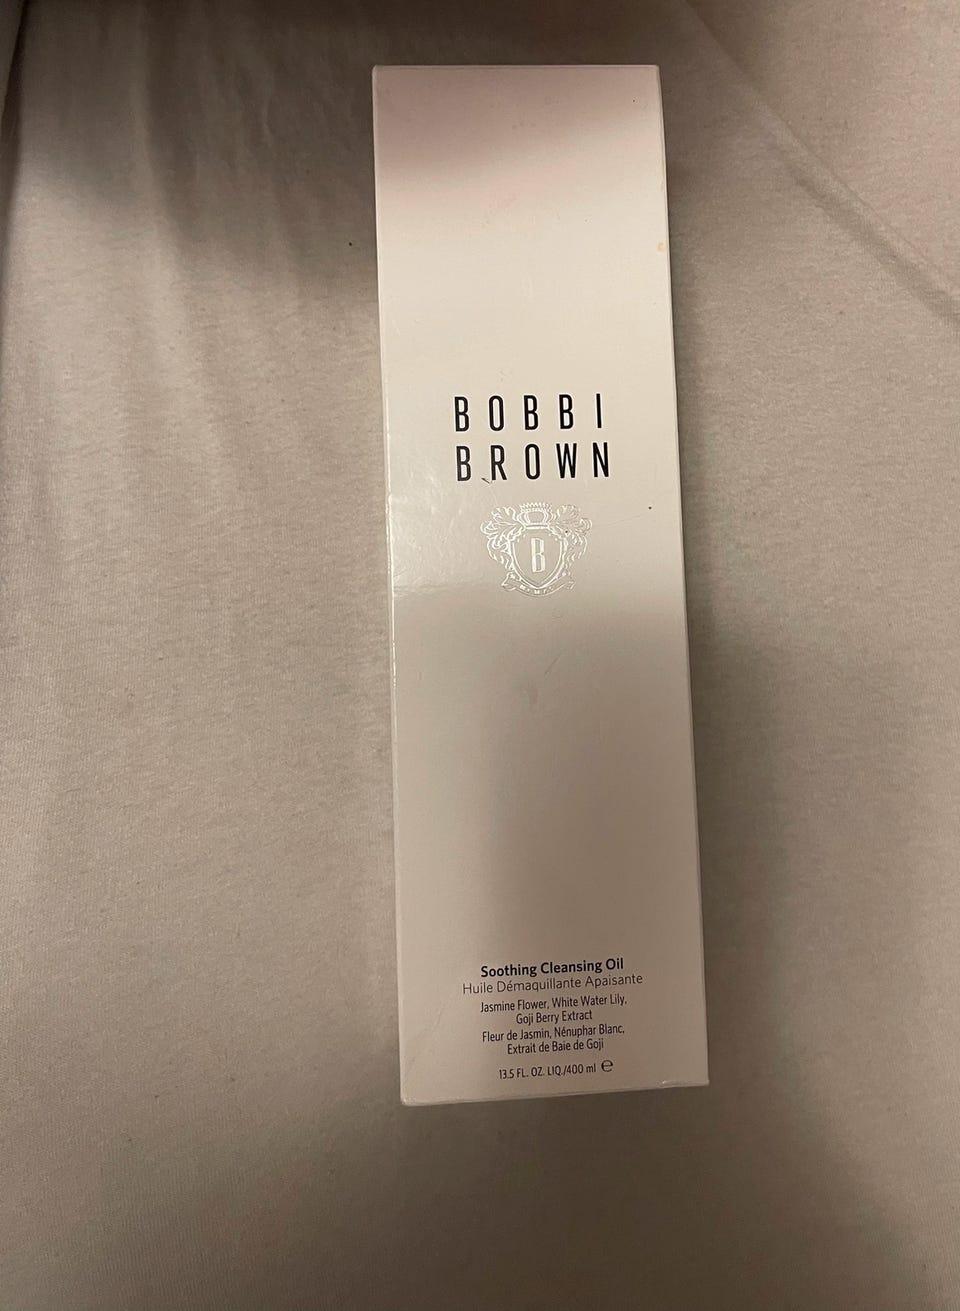 BOBBI
BROWN
B
Soothing Cleansing Oil
Huile Démaquillante Apaisante
Jasmine Flower, White Water Lily,
Goji Berry Extract
Fleur de Jasmin, Nénuphar Blanc,
Extrait de Baie de Goji
13.5 FL. OZ. LIQ./400 ml ℮